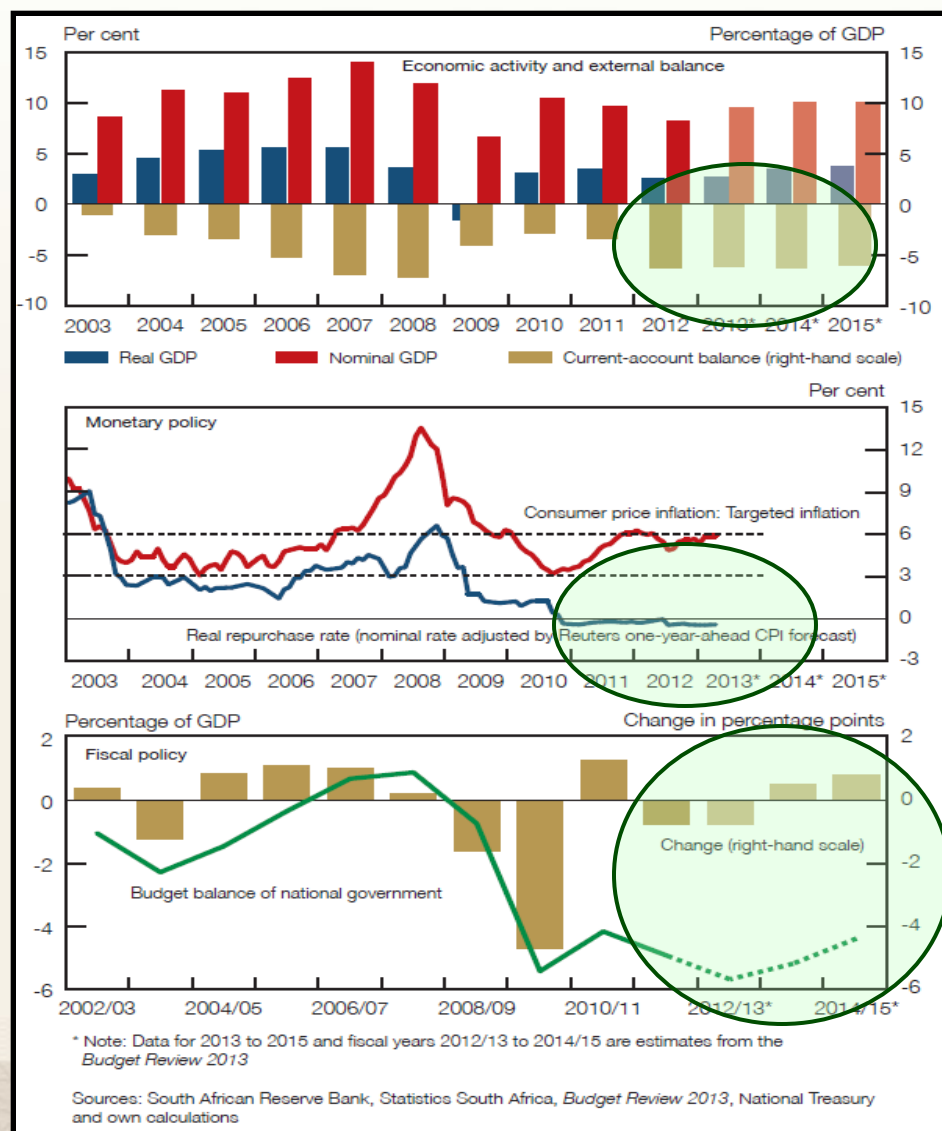 Per cent Percentage of GDP
15 15
Economic activity and external balance
10 10
5 5
0 0
-5 -5
-10 -10
2003 2004 2005 2006 2007 2008 2009 2010 2011 2012 2013* 2014* 2015*
Real GDP Nominal GDP Current-account balance (right-hand scale)
Per cent
15
Monetary policy
12
9
Consumer price inflation: Targeted inflation
6
3
0
Real repurchase rate (nominal rate adjusted by Reuters one-year-ahead CPI forecast)
-3
2003 2004 2005 2006 2007 2008 2009 2010 2011 2012 2013* 2014* 2015*
Percentage of GDP Change in percentage points
2 2
Fiscal policy
0 0
Change (right-hand scale)
-2 -2
Budget balance of national government
-4 -4
-6 -6
2002/03 2004/05 2006/07 2008/09 2010/11 2012/13* 2014/15*
* Note: Data for 2013 to 2015 and fiscal years 2012/13 to 2014/15 are estimates from the
Budget Review 2013
Sources: South African Reserve Bank, Statistics South Africa, Budget Review 2013, National Treasury
and own calculations